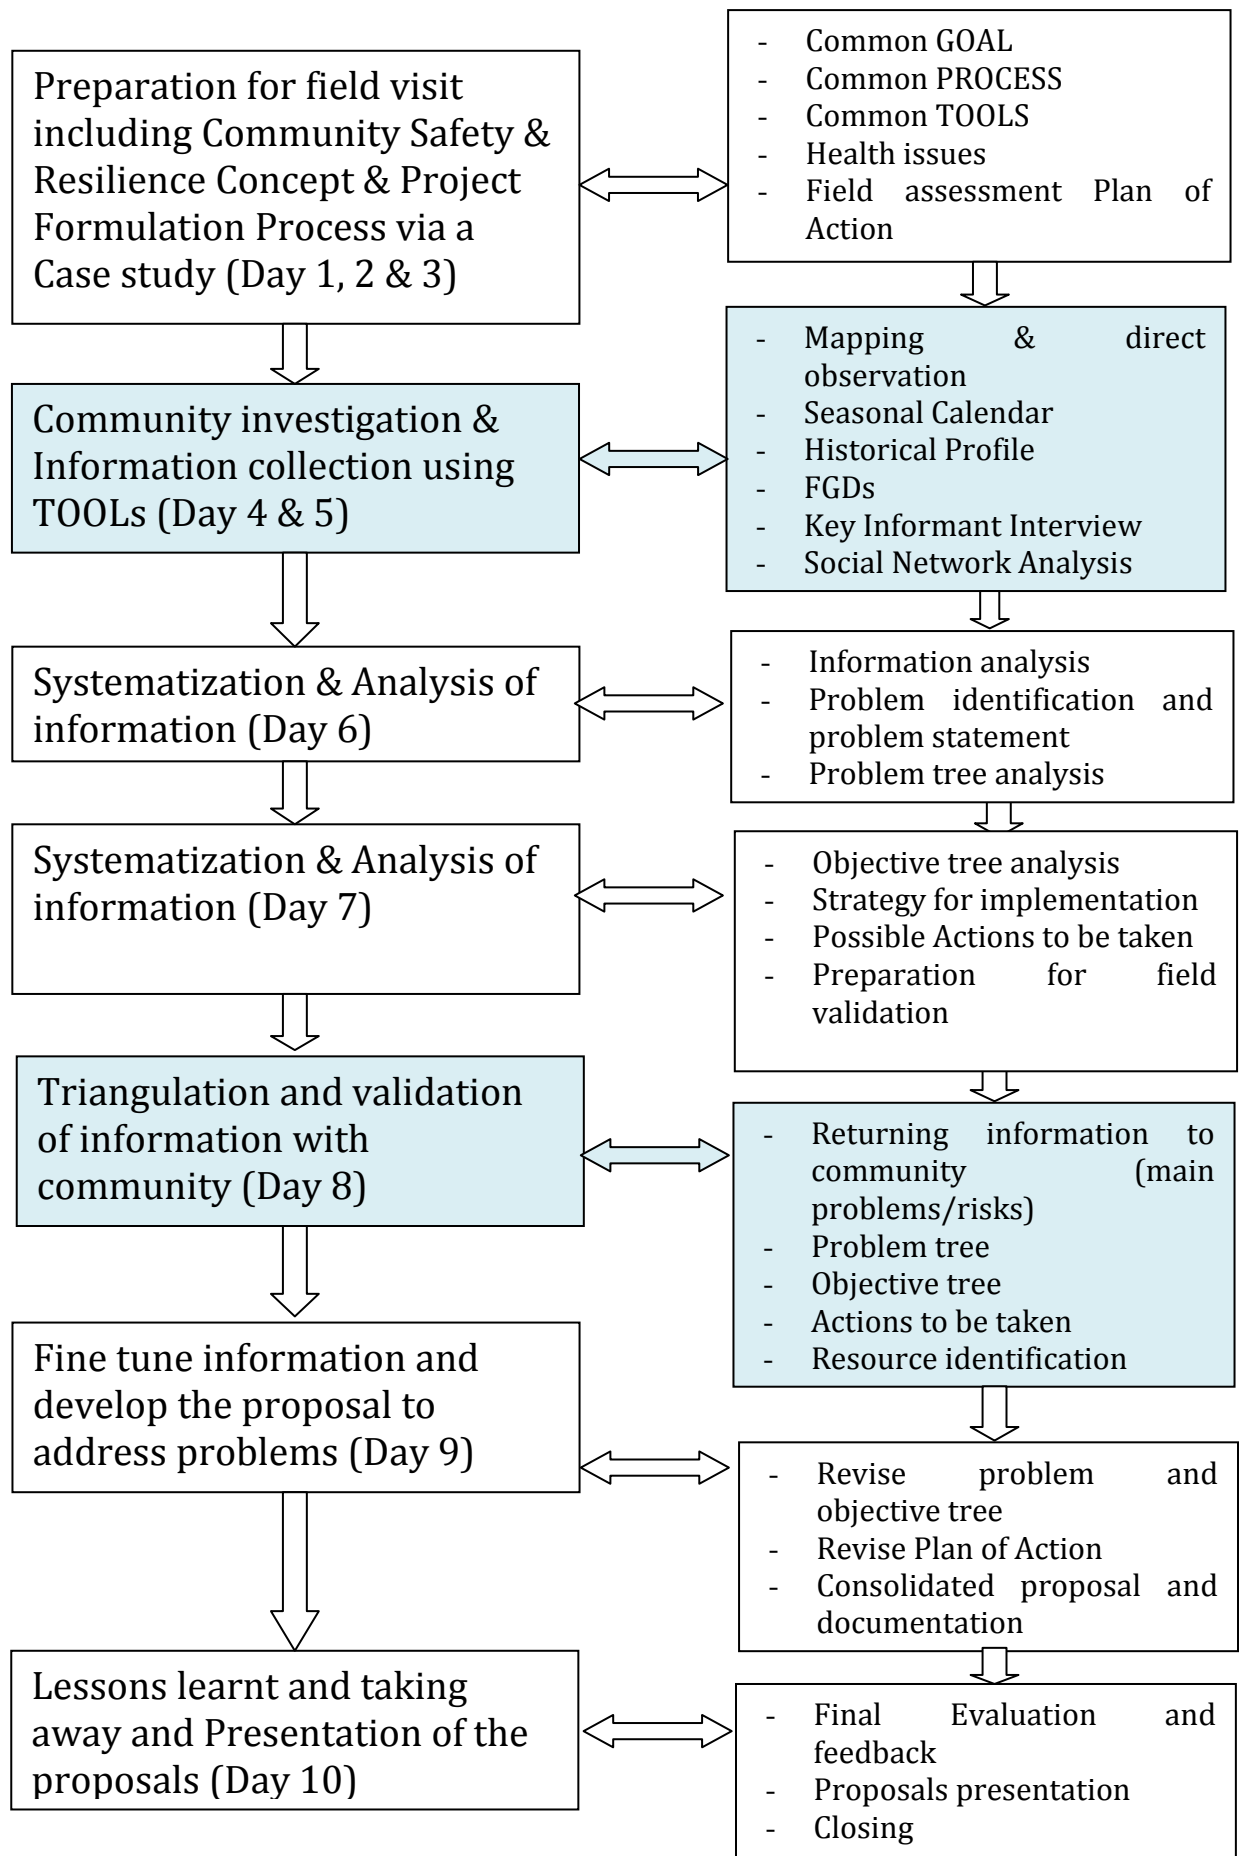 Preparation for field visit
including Community Safety &
Resilience Concept & Project
Formulation Process via a
Case study (Day 1, 2 & 3)
- Common GOAL
- Common PROCESS
- Common TOOLS
- Health issues
- Field assessment Plan of
Action
Community investigation &
Information collection using
TOOLs (Day 4 & 5)
- Mapping & direct
observation
- Seasonal Calendar
- Historical Profile
- FGDs
- Key Informant Interview
- Social Network Analysis
Systematization & Analysis of
information (Day 6)
- Information analysis
- Problem identification and
problem statement
- Problem tree analysis
Systematization & Analysis of
information (Day 7)
- Objective tree analysis
- Strategy for implementation
- Possible Actions to be taken
- Preparation for field
validation
Triangulation and validation
of information with
community (Day 8)
- Returning information to
community (main
problems/risks)
- Problem tree
- Objective tree
- Actions to be taken
- Resource identification
Fine tune information and
develop the proposal to
address problems (Day 9)
- Revise problem and
objective tree
- Revise Plan of Action
- Consolidated proposal and
documentation
Lessons learnt and taking
away and Presentation of the
proposals (Day 10)
- Final Evaluation and
feedback
- Proposals presentation
- Closing